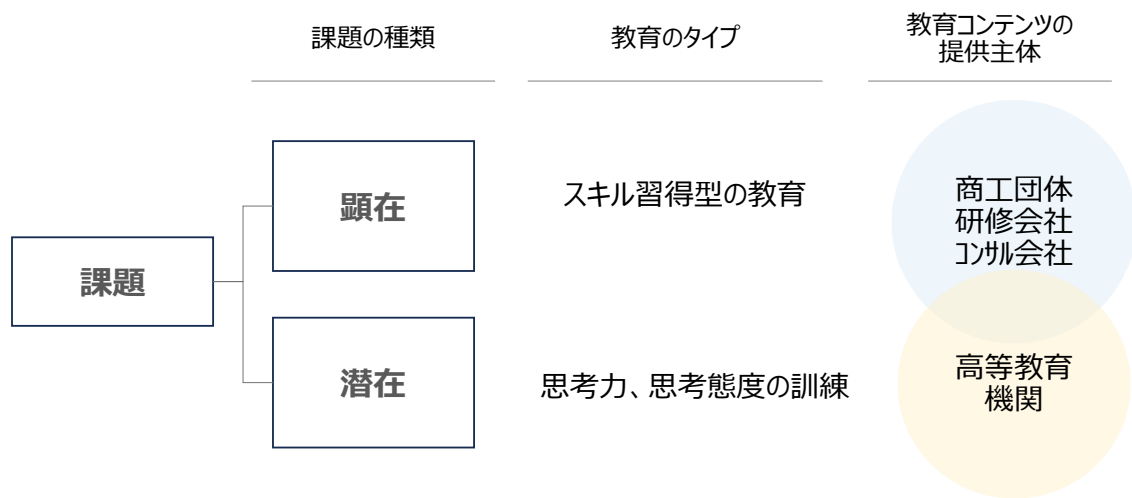 課題の種類
教育のタイプ
教育コンテンツの
提供主体
課題
顕在
スキル習得型の教育
商工団体
研修会社
コンサル会社
潜在
思考力、思考態度の訓練
高等教育
機関